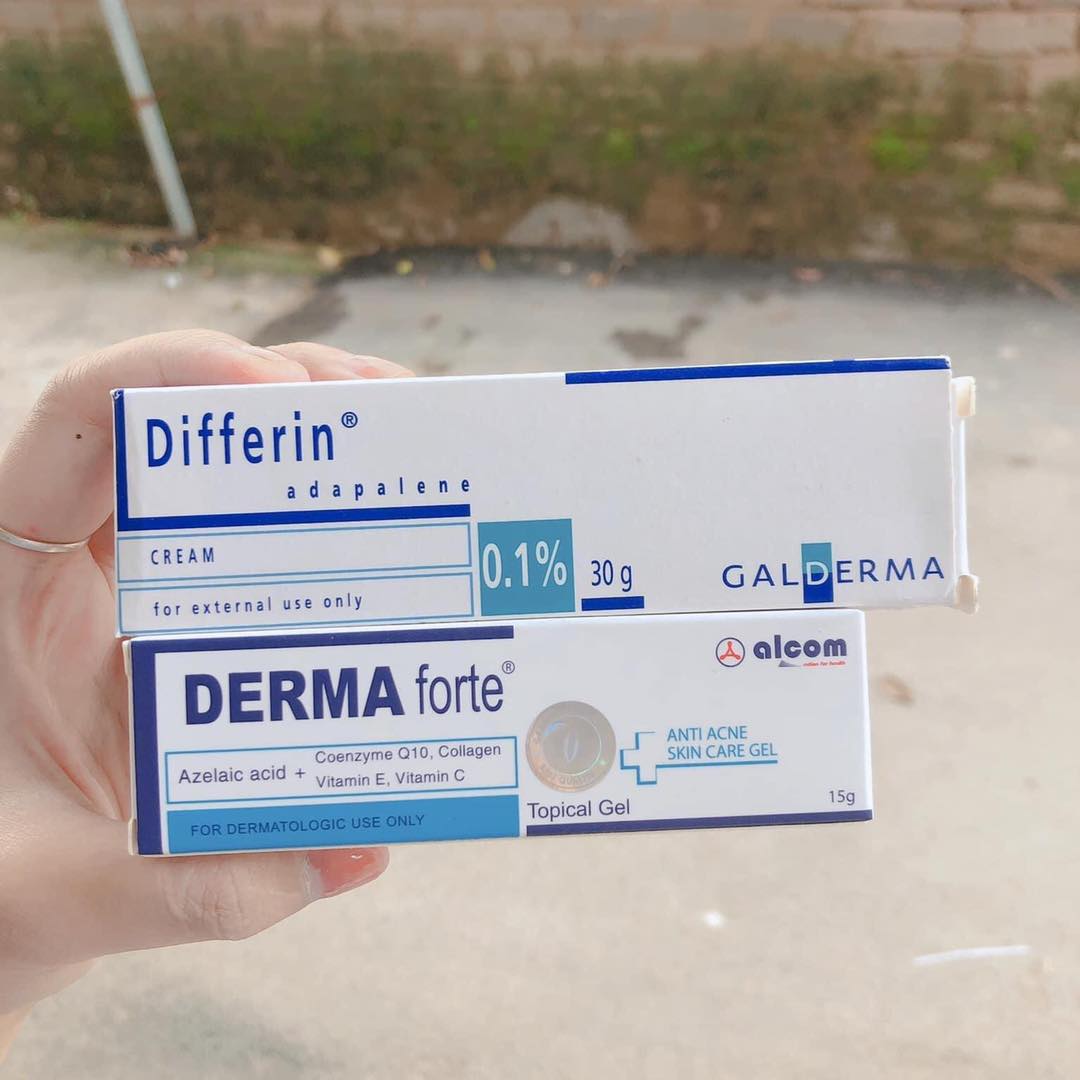 Differin®
adapalene
CREAM
for external use only
0.1%
30 g
GALDERMA
DERMA forte®
alcom
Azelaic acid +
Coenzyme Q10, Collagen
Vitamin E, Vitamin C
FOR DERMATOLOGIC USE ONLY
ANTI ACNE
SKIN CARE GEL
Topical Gel
15g